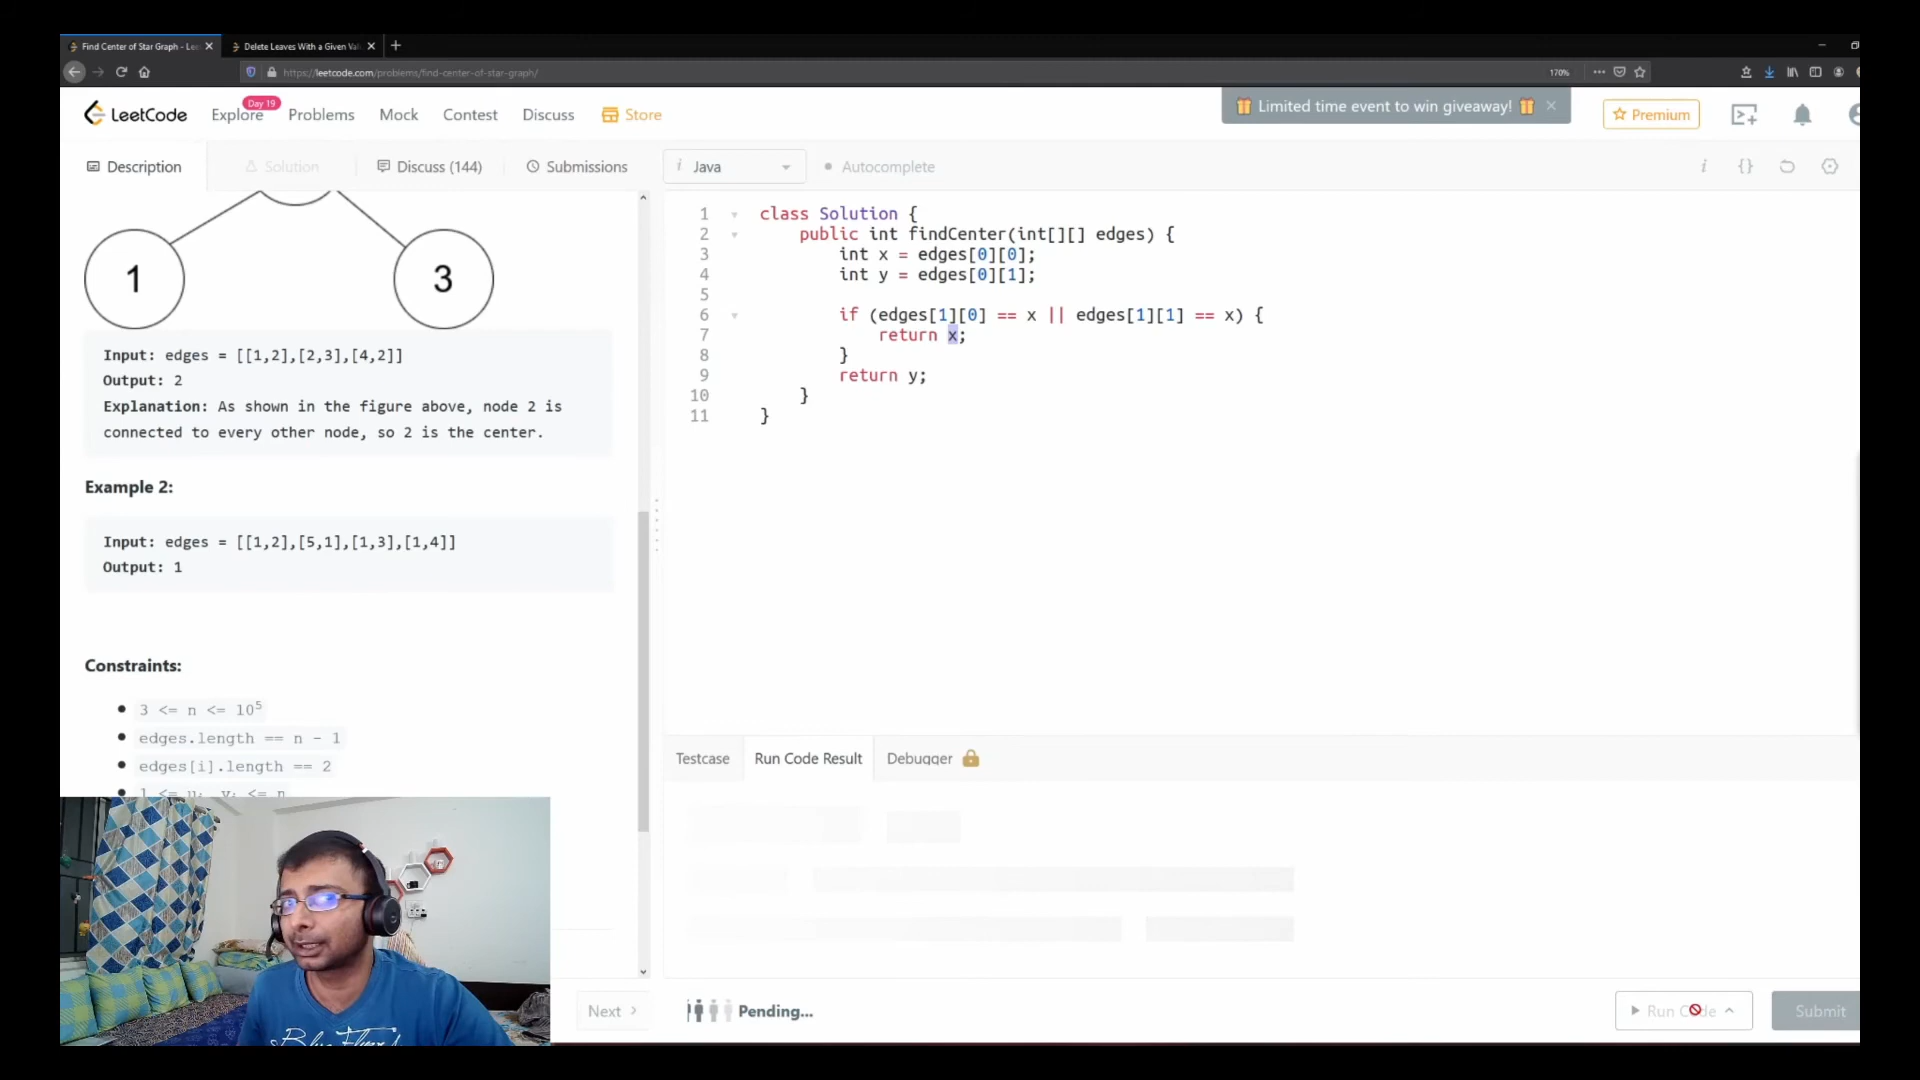 Find Center of Star Graph - Lee
Delete Leaves With a Given Val
https://leetcode.com/problems/find-center-of-star-graph/
170%
LeetCode
Explore
Day 19
Problems
Mock
Contest
Discuss
Store
Limited time event to win giveaway!
Premium
Description
Solution
Discuss (144)
Submissions
i Java
Autocomplete
1
3
Input: edges = [[1,2],[2,3],[4,2]]
Output: 2
Explanation: As shown in the figure above, node 2 is
connected to every other node, so 2 is the center.
Example 2:
Input: edges = [[1,2],[5,1],[1,3],[1,4]]
Output: 1
Constraints:
3 <= n <= 10^5
edges.length == n - 1
edges[i].length == 2
1 <= ui, vi <= n
Next
1 class Solution {
2 public int findCenter(int[][] edges) {
3 int x = edges[0][0];
4 int y = edges[0][1];
5
6 if (edges[1][0] == x || edges[1][1] == x) {
7 return x;
8 }
9 return y;
10 }
11 }
Testcase
Run Code Result
Debugger
Pending...
Run Code
Submit